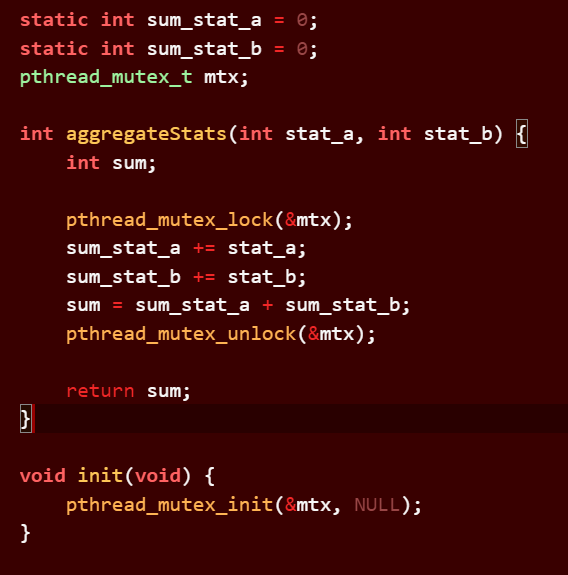 static int sum_stat_a = 0;
static int sum_stat_b = 0;
pthread_mutex_t mtx;
int aggregateStats(int stat_a, int stat_b) {
    int sum;
    pthread_mutex_lock(&mtx);
    sum_stat_a += stat_a;
    sum_stat_b += stat_b;
    sum = sum_stat_a + sum_stat_b;
    pthread_mutex_unlock(&mtx);
    return sum;
}
void init(void) {
    pthread_mutex_init(&mtx, NULL);
}